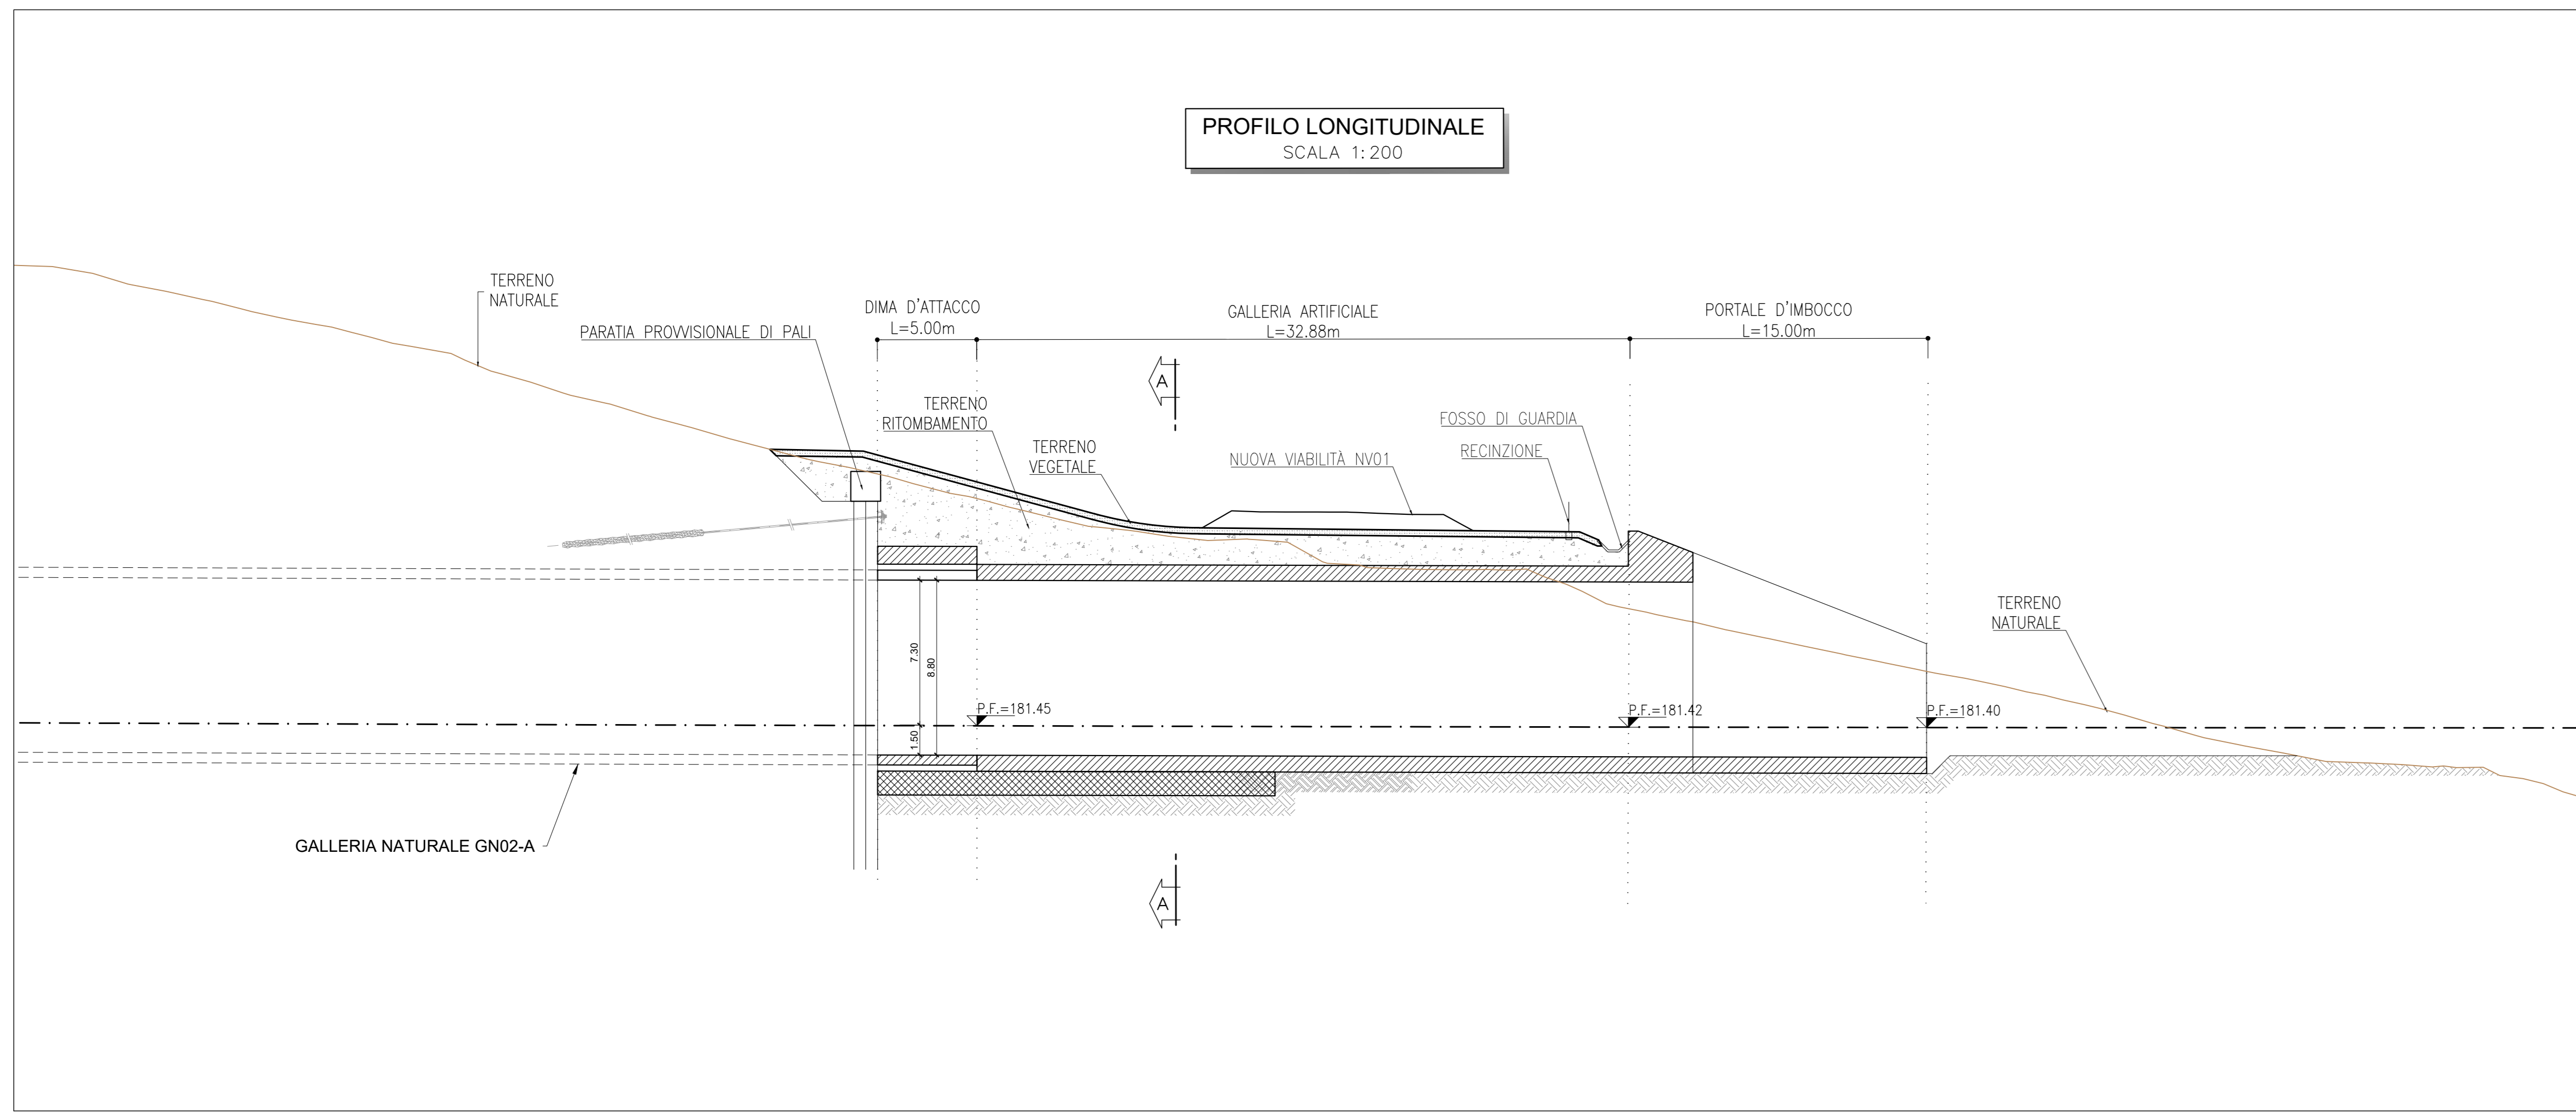 PROFILO LONGITUDINALE
SCALA 1:200
TERRENO
NATURALE
PARATIA PROVVISIONALE DI PALI
DIMA D'ATTACCO
L=5.00m
GALLERIA ARTIFICIALE
L=32.88m
PORTALE D'IMBOCCO
L=15.00m
A
TERRENO
RITOMBAMENTO
TERRENO
VEGETALE
NUOVA VIABILITÀ NV01
FOSSO DI GUARDIA
RECINZIONE
TERRENO
NATURALE
7.30
8.80
1.50
P.F.=181.45
P.F.=181.42
P.F.=181.40
GALLERIA NATURALE GN02-A
A